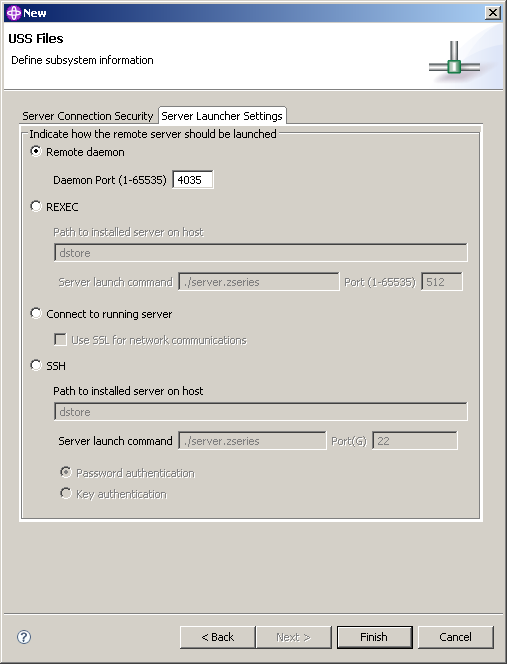 New
USS Files
Define subsystem information
Server Connection Security Server Launcher Settings
Indicate how the remote server should be launched
Remote daemon
Daemon Port (1-65535) 4035
REXEC
Path to installed server on host
dstore
Server launch command ./server.zseries Port (1-65535) 512
Connect to running server
Use SSL for network communications
SSH
Path to installed server on host
dstore
Server launch command ./server.zseries Port(G) 22
Password authentication
Key authentication
? < Back Next > Finish Cancel